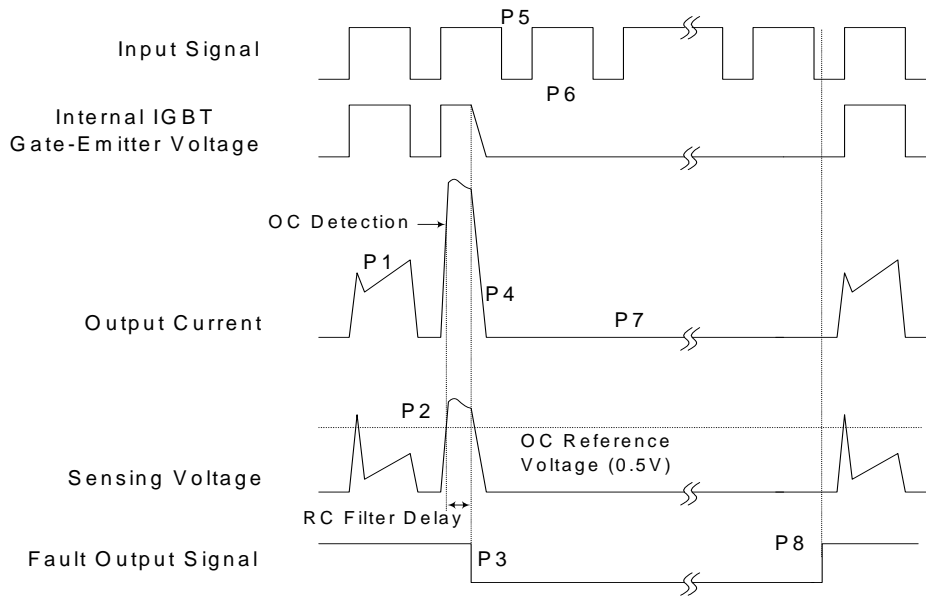 P5
Input Signal
P6
Internal IGBT
Gate-Emitter Voltage
OC Detection
P1
P4
P7
Output Current
P2
OC Reference
Voltage (0.5V)
Sensing Voltage
RC Filter Delay
P3
P8
Fault Output Signal